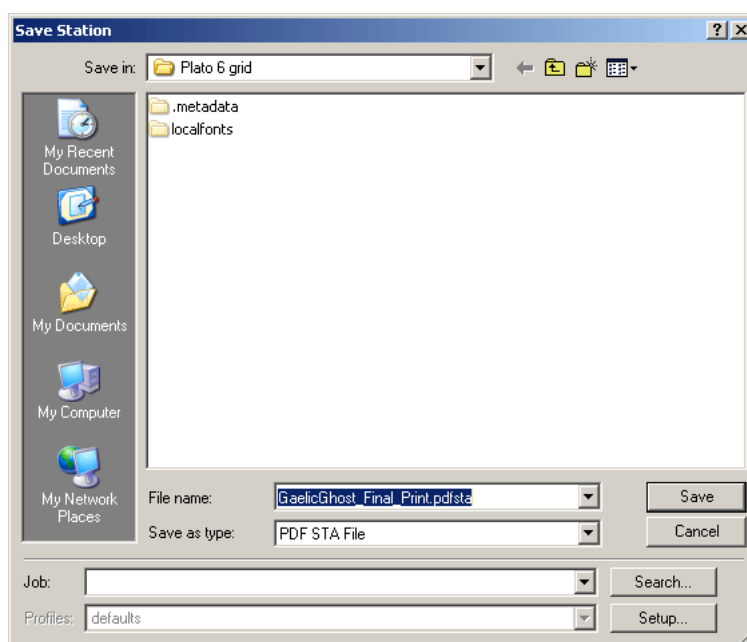 Save Station
Save in: Plato 6 grid
.metadata
localfonts
My Recent
Documents
Desktop
My Documents
My Computer
My Network
Places
File name: GaelicGhost_Final_Print.pdfsta Save
Save as type: PDF STA File Cancel
Job: Search...
Profiles: defaults Setup...